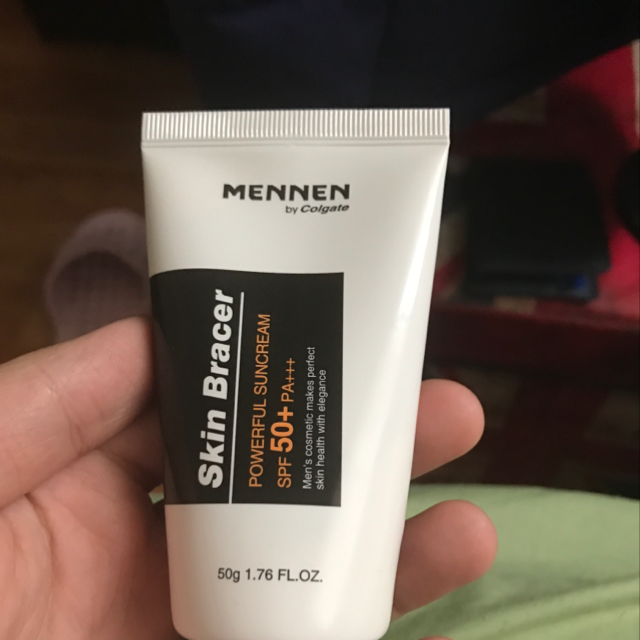 MENNEN
by Colgate
Skin Bracer
POWERFUL SUNCREAM
SPF 50+ PA+++
Men's cosmetic makes perfect
skin health with elegance
50g 1.76 FL.OZ.